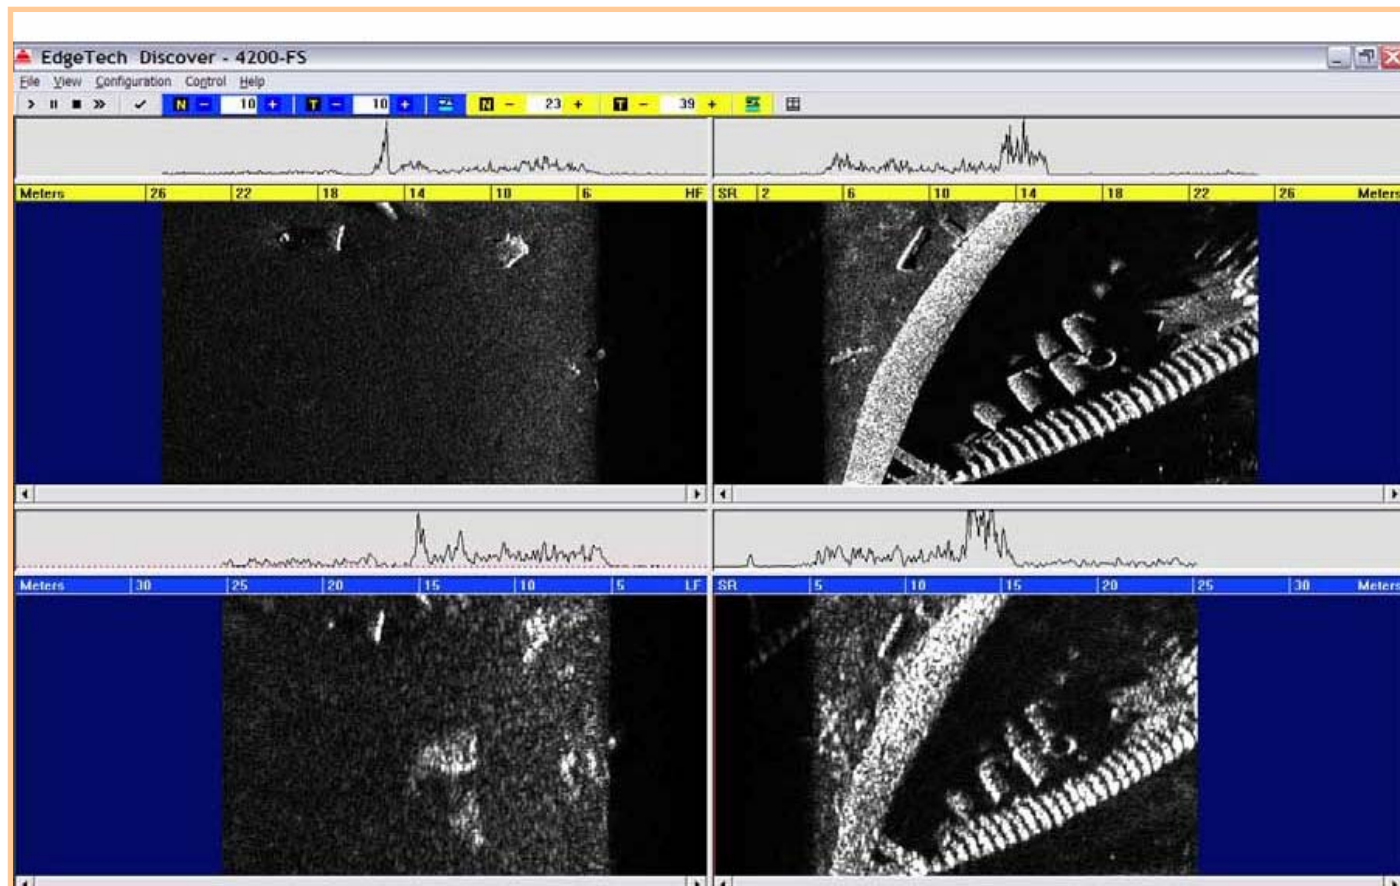 EdgeTech Discover - 4200-FS
File View Configuration Control Help
N - 10 + T - 10 + N - 23 + T - 39 +
Meters 26 22 18 14 10 6 HF
SR 2 6 10 14 18 22 26 Meters
Meters 30 25 20 15 10 5 LF
SR 5 10 15 20 25 30 Meters